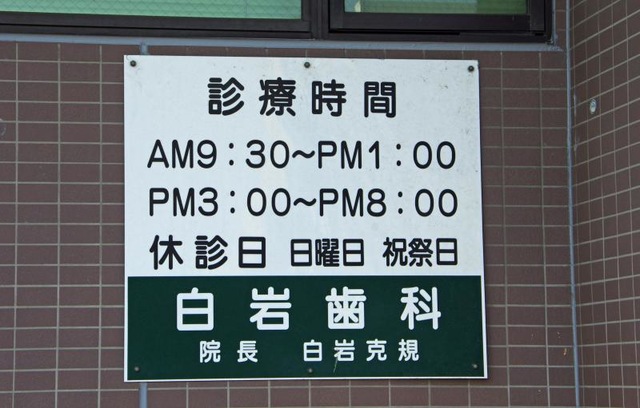 診療時間
AM9：30～PM1：00
PM3：00～PM8：00
休診日 日曜日 祝祭日
白岩歯科
院長 白岩克規